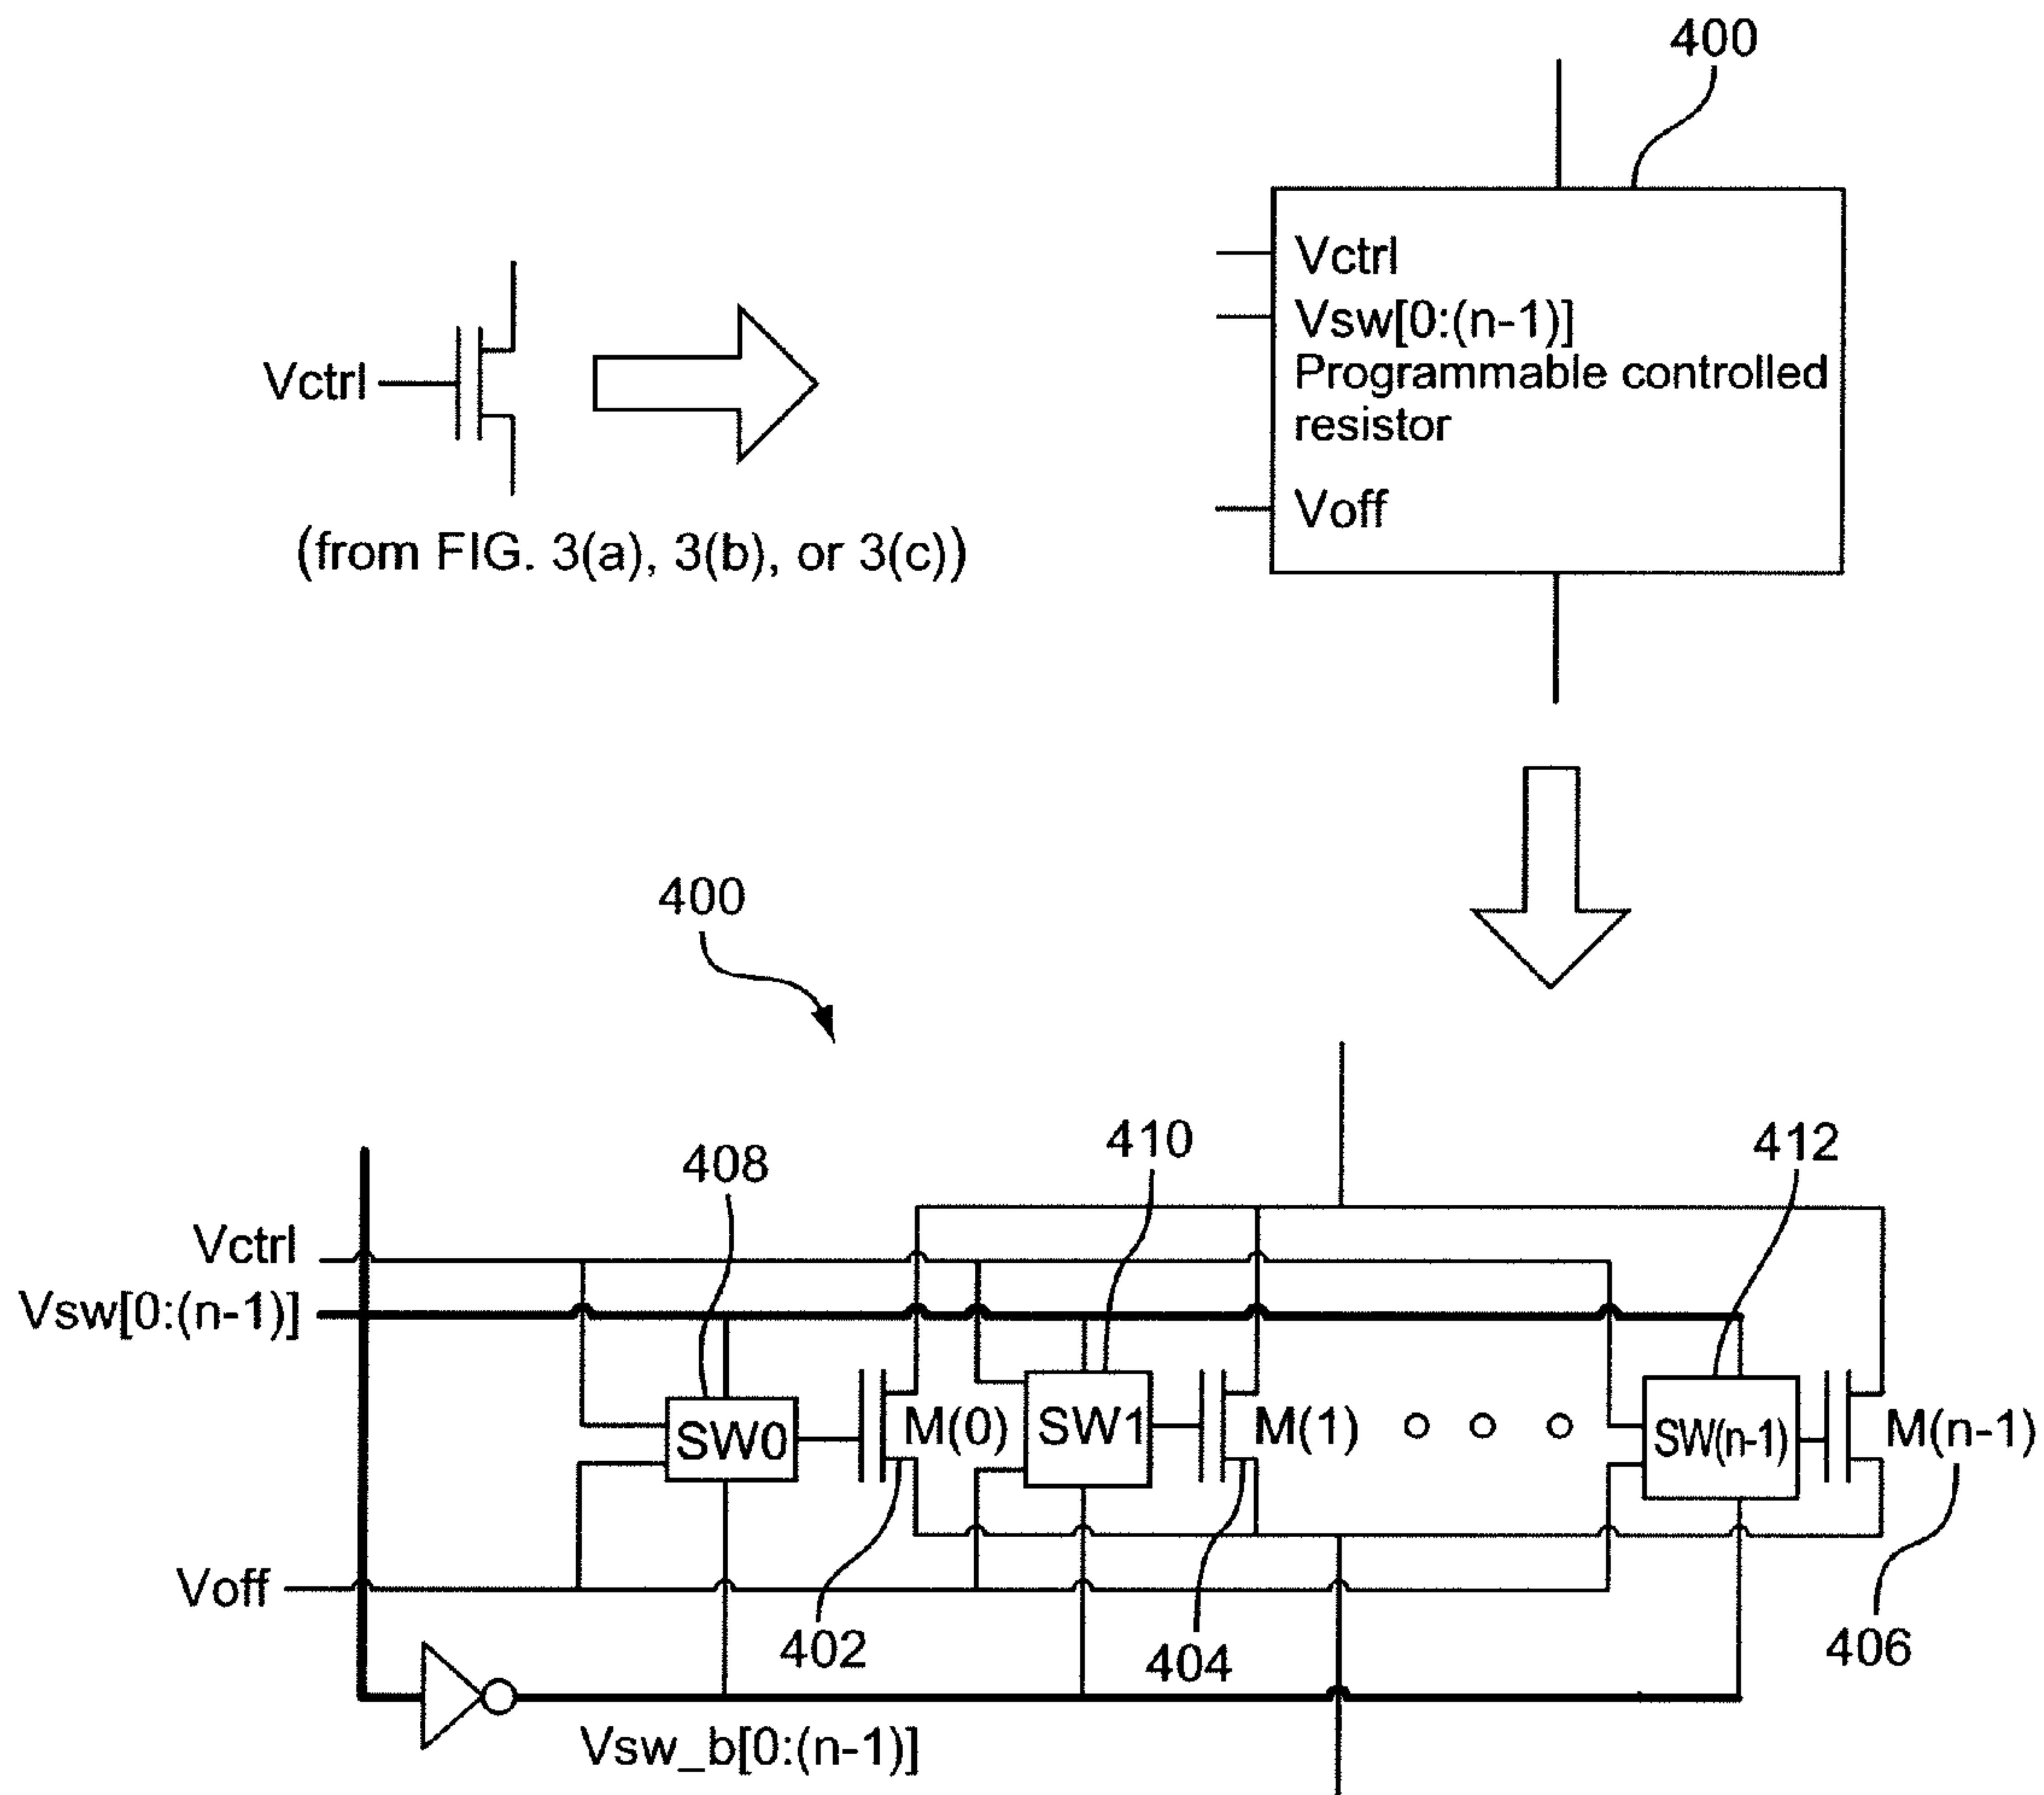 400
Vctrl
Vsw[0:(n-1)]
Programmable controlled
resistor
Voff
Vctrl
(from FIG. 3(a), 3(b), or 3(c))
400
408
410
412
Vctrl
Vsw[0:(n-1)]
SW0
M(0)
SW1
M(1)
SW(n-1)
M(n-1)
Voff
402
404
406
Vsw_b[0:(n-1)]